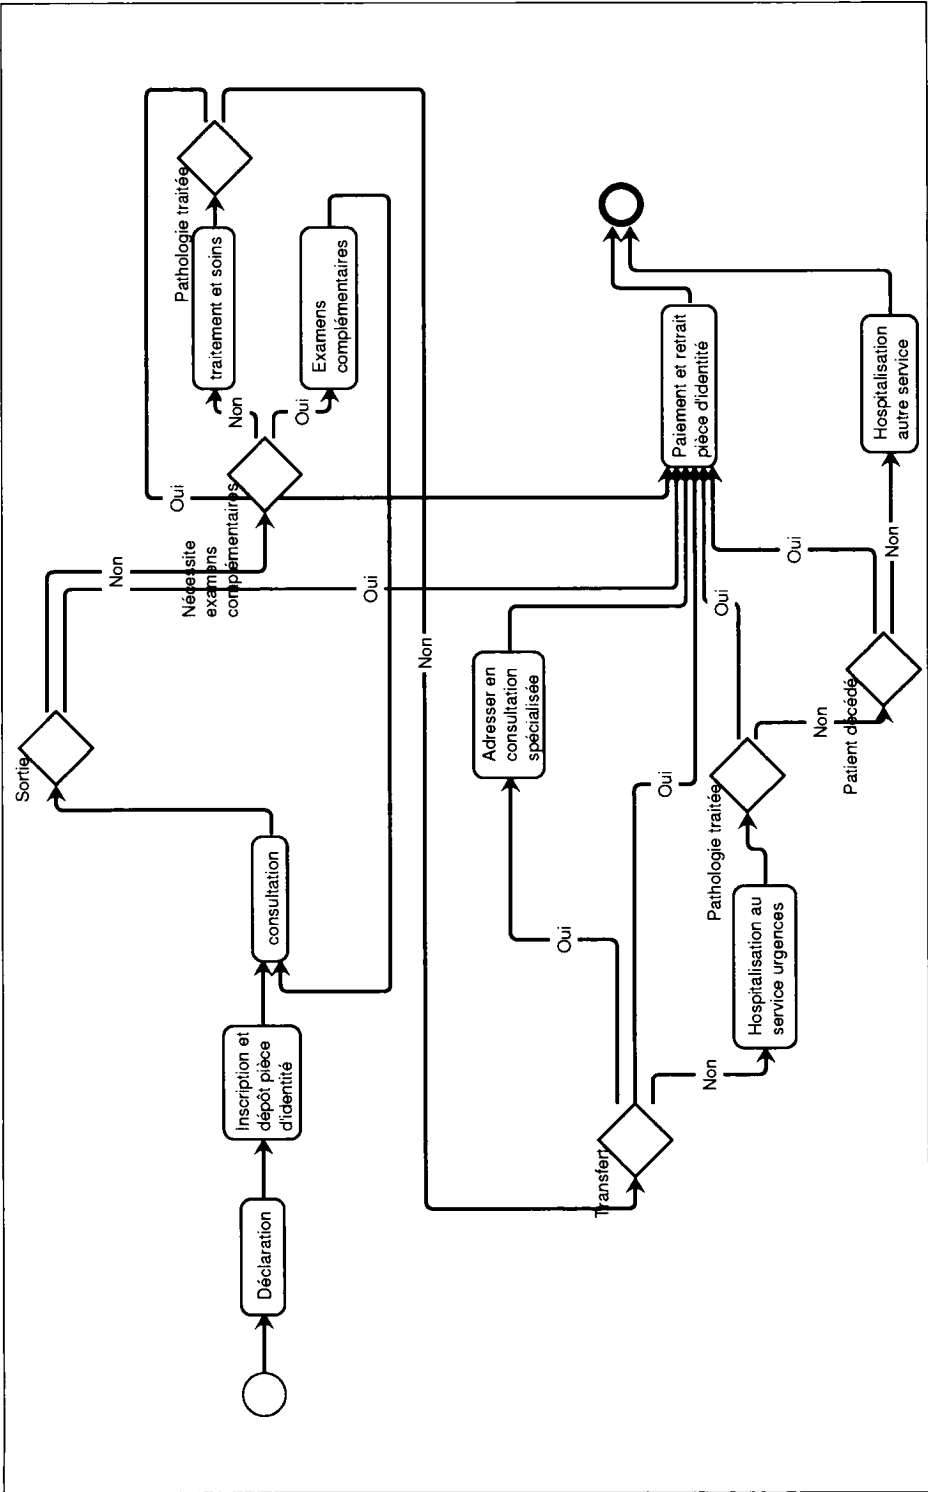 Déclaration
Inscription et
dépôt pièce
d'identité
consultation
Sortie
Non
Oui
Nécessite
examens
complémentaires
Non
Oui
traitement et soins
Examens
complémentaires
Pathologie traitée
Oui
Non
Transfert
Oui
Oui
Non
Adresser en
consultation
spécialisée
Hospitalisation au
service urgences
Pathologie traitée
Oui
Non
Patient décédé
Oui
Non
Paiement et retrait
pièce d'identité
Hospitalisation
autre service